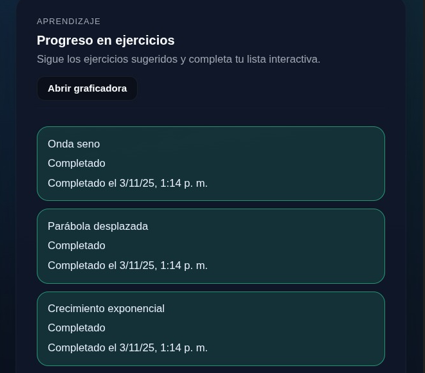 APRENDIZAJE
Progreso en ejercicios
Sigue los ejercicios sugeridos y completa tu lista interactiva.
Abrir graficadora
Onda seno
Completado
Completado el 3/11/25, 1:14 p. m.
Parábola desplazada
Completado
Completado el 3/11/25, 1:14 p. m.
Crecimiento exponencial
Completado
Completado el 3/11/25, 1:14 p. m.